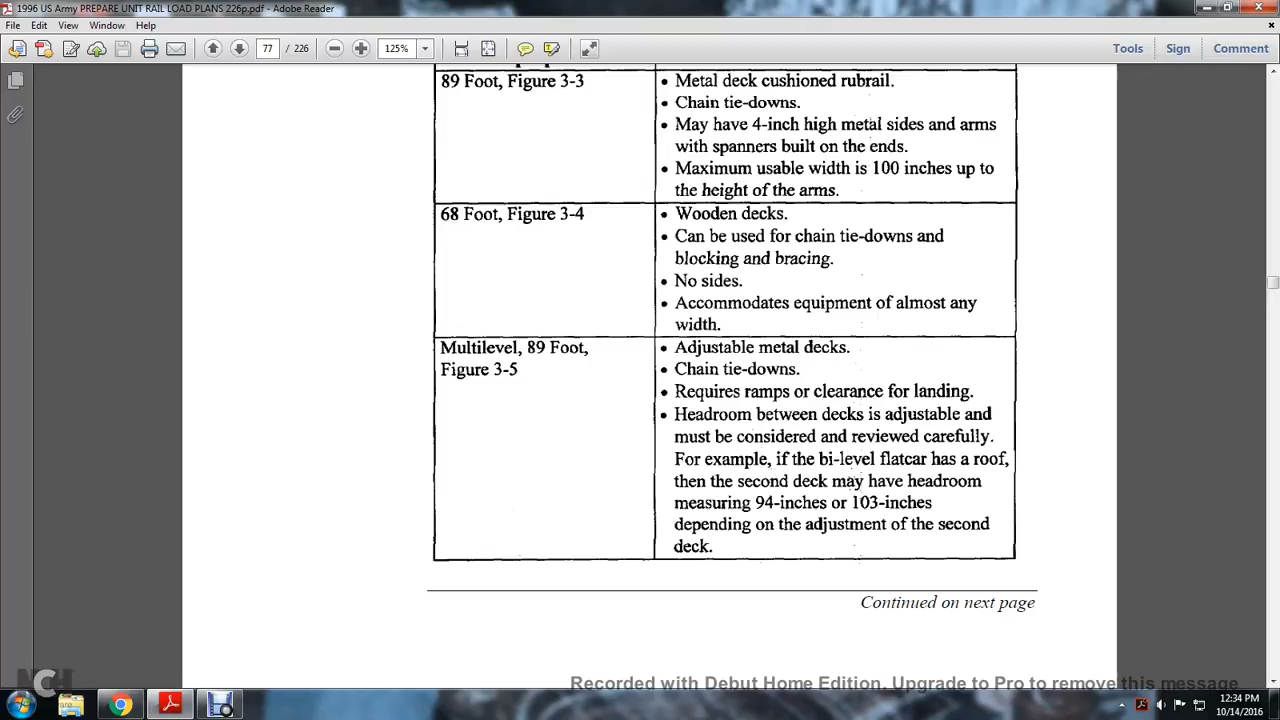 1996 US Army PREPARE UNIT RAIL LOAD PLANS 226p.pdf - Adobe Reader
File Edit View Window Help
77 / 226 125% Tools Sign Comment
89 Foot, Figure 3-3
• Metal deck cushioned rubrail.
• Chain tie-downs.
• May have 4-inch high metal sides and arms
with spanners built on the ends.
• Maximum usable width is 100 inches up to
the height of the arms.
68 Foot, Figure 3-4
• Wooden decks.
• Can be used for chain tie-downs and
blocking and bracing.
• No sides.
• Accommodates equipment of almost any
width.
Multilevel, 89 Foot,
Figure 3-5
• Adjustable metal decks.
• Chain tie-downs.
• Requires ramps or clearance for landing.
• Headroom between decks is adjustable and
must be considered and reviewed carefully.
For example, if the bi-level flatcar has a roof,
then the second deck may have headroom
measuring 94-inches or 103-inches
depending on the adjustment of the second
deck.
Continued on next page
NCH
Recorded with Debut Home Edition. Upgrade to Pro to remove this message
12:34 PM
10/14/2016